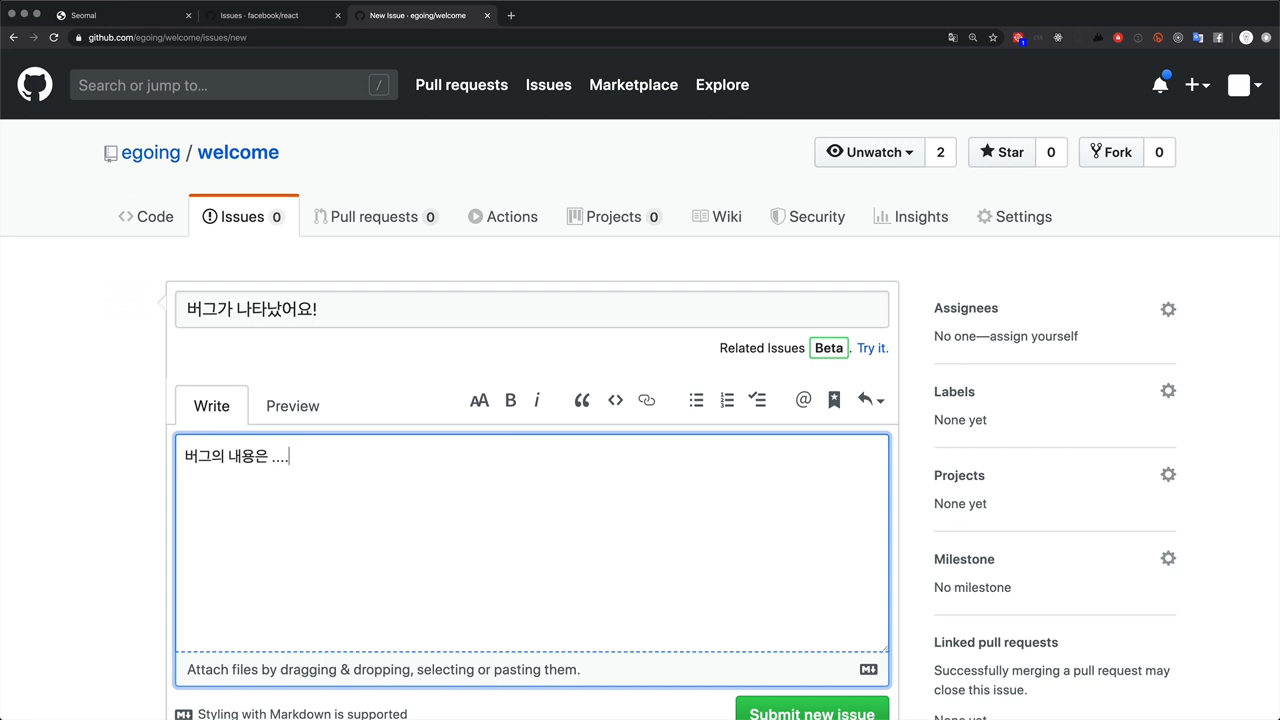 Seomal
Issues · facebook/react
New Issue · egoing/welcome
github.com/egoing/welcome/issues/new
1
Search or jump to…
/
Pull requests
Issues
Marketplace
Explore
egoing / welcome
Unwatch 2
Star 0
Fork 0
Code
Issues 0
Pull requests 0
Actions
Projects 0
Wiki
Security
Insights
Settings
버그가 나타났어요!
Related Issues Beta . Try it.
Write
Preview
AA B i
@
버그의 내용은 ....
Attach files by dragging & dropping, selecting or pasting them.
Styling with Markdown is supported
Submit new issue
Assignees
No one—assign yourself
Labels
None yet
Projects
None yet
Milestone
No milestone
Linked pull requests
Successfully merging a pull request may
close this issue.
None yet